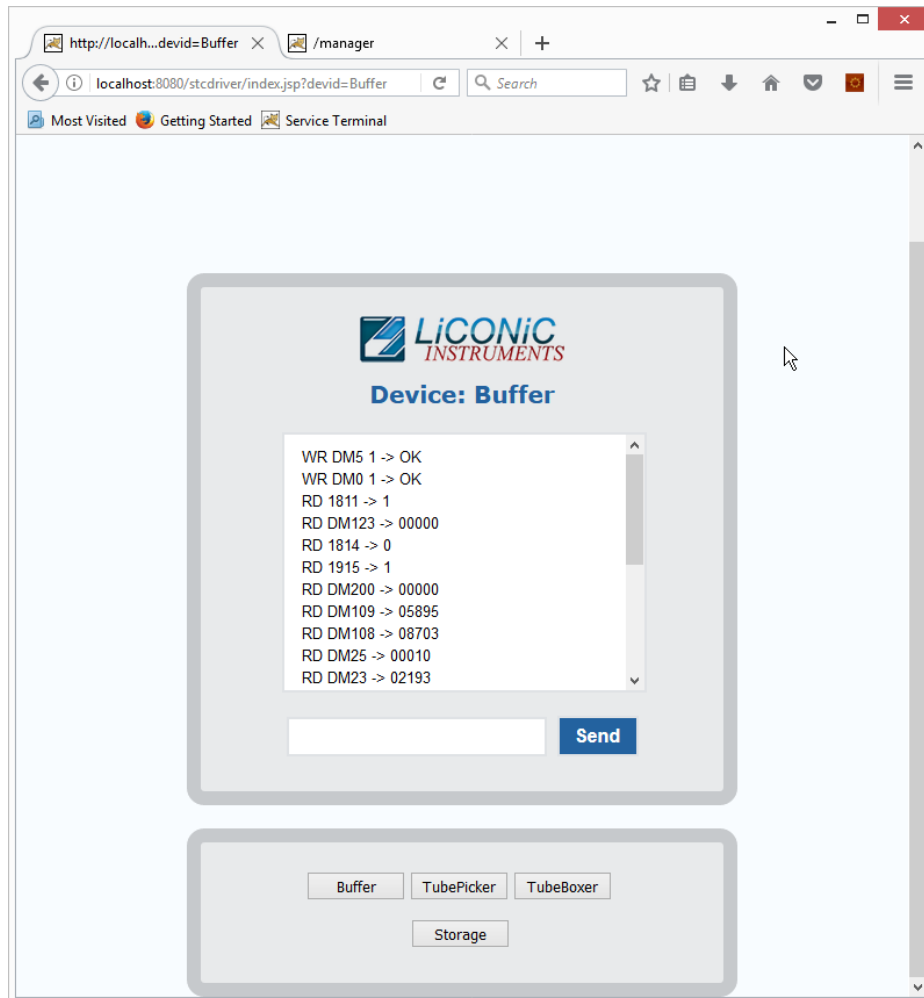 http://localh...devid=Buffer
/manager
localhost:8080/stcdriver/index.jsp?devid=Buffer
Search
Most Visited
Getting Started
Service Terminal
LiCONiC
INSTRUMENTS
Device: Buffer
WR DM5 1 -> OK
WR DM0 1 -> OK
RD 1811 -> 1
RD DM123 -> 00000
RD 1814 -> 0
RD 1915 -> 1
RD DM200 -> 00000
RD DM109 -> 05895
RD DM108 -> 08703
RD DM25 -> 00010
RD DM23 -> 02193
Send
Buffer
TubePicker
TubeBoxer
Storage